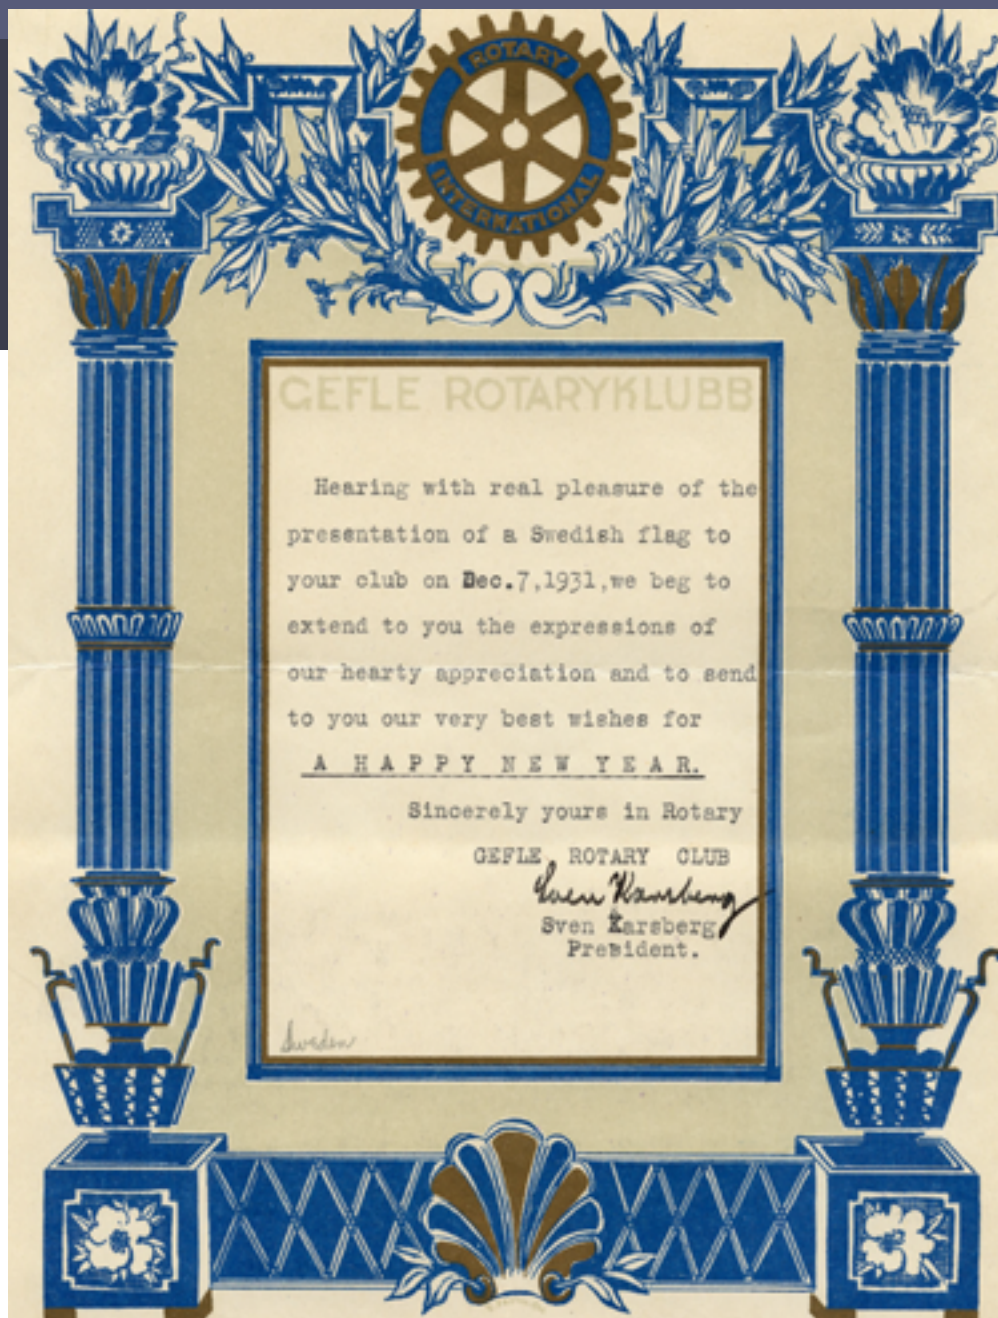 ROTARY
INTERNATIONAL
GEFLE ROTARYKLUBB
Hearing with real pleasure of the
presentation of a Swedish flag to
your club on Dec.7,1931,we beg to
extend to you the expressions of
our hearty appreciation and to send
to you our very best wishes for
A HAPPY NEW YEAR.
Sincerely yours in Rotary
GEFLE ROTARY CLUB
Sven Karsberg
Sven Karsberg
President.
Sweden